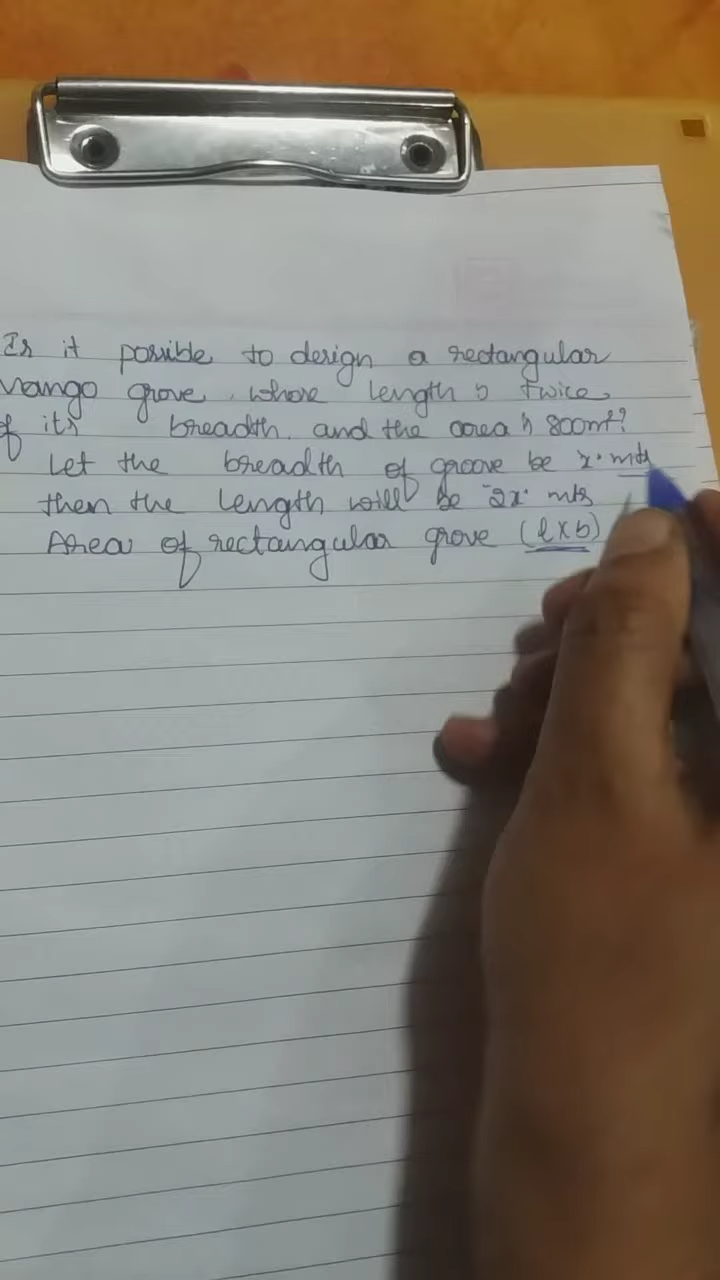 Is it possible to design a rectangular
mango grove, whose length is twice
of its breadth, and the area is 800m²?
Let the breadth of groove be x mts
then the length will be 2x mts
Area of rectangular grove (l×b)